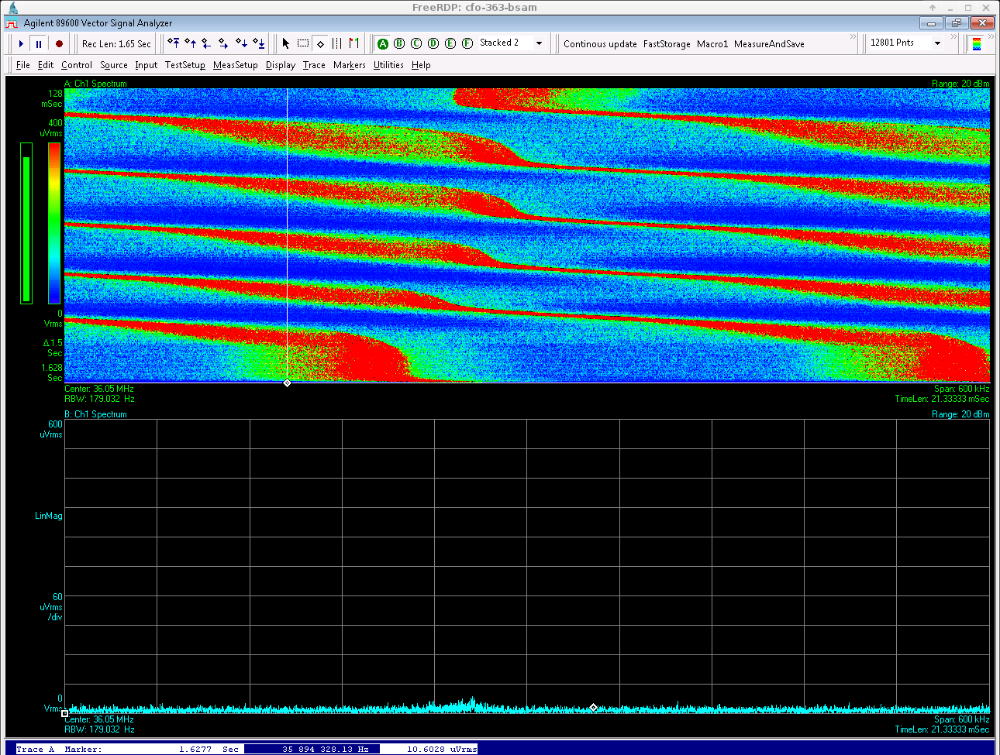 FreeRDP: cfo-363-bsam
Agilent 89600 Vector Signal Analyzer
Rec Len: 1.65 Sec
A B C D E F Stacked 2
Continous update FastStorage Macro1 MeasureAndSave
12801 Pnts
File Edit Control Source Input TestSetup MeasSetup Display Trace Markers Utilities Help
A: Ch1 Spectrum
Range: 20 dBm
128
mSec
400
uVrms
0
Vrms
Δ1.5
Sec
1.628
Sec
Center: 36.05 MHz
Span: 600 kHz
RBW: 179.032 Hz
TimeLen: 21.33333 mSec
B: Ch1 Spectrum
Range: 20 dBm
600
uVrms
LinMag
60
uVrms
/div
0
Vrms
Center: 36.05 MHz
Span: 600 kHz
RBW: 179.032 Hz
TimeLen: 21.33333 mSec
Trace A Marker: 1.6277 Sec 35 894 328.13 Hz 10.6028 uVrms